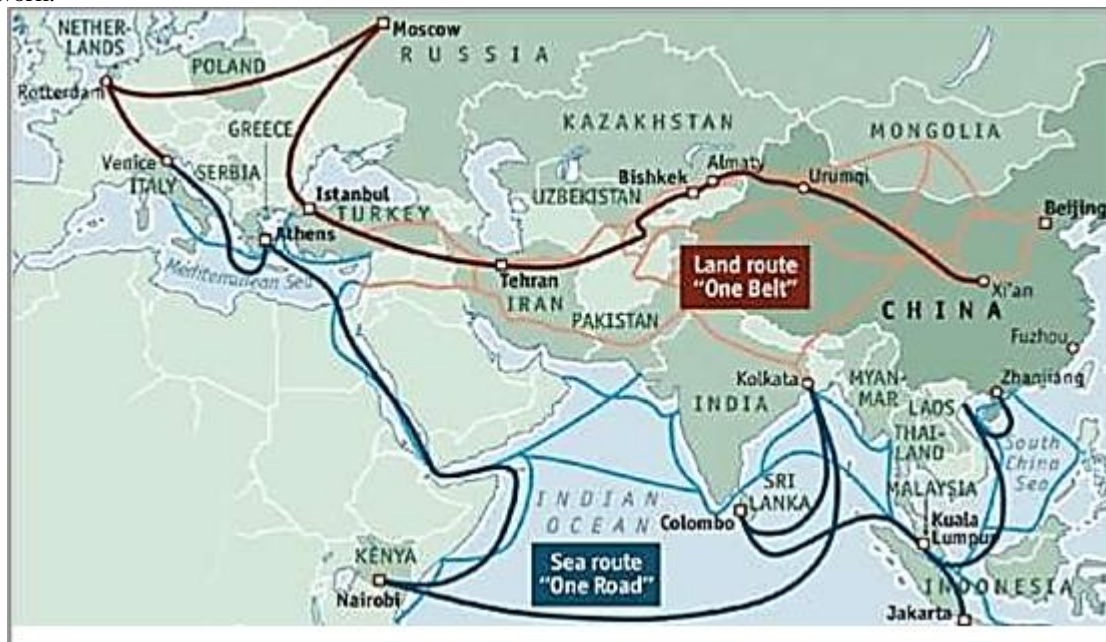 NETHER-
LANDS
Moscow
RUSSIA
POLAND
Rotterdam
GREECE
KAZAKHSTAN
MONGOLIA
Venice
ITALY
SERBIA
Almaty
Bishkek
Urumqi
Istanbul
TURKEY
UZBEKISTAN
Beijing
Athens
Mediterranean Sea
Tehran
IRAN
Land route
"One Belt"
Xi'an
CHINA
PAKISTAN
Fuzhou
Kolkata
Zhanjiang
INDIA
MYAN-
MAR
LAOS
THAI-
LAND
South
China
Sea
SRI
LANKA
MALAYSIA
INDIAN
OCEAN
Colombo
Kuala
Lumpur
KENYA
Sea route
"One Road"
INDONESIA
Nairobi
Jakarta